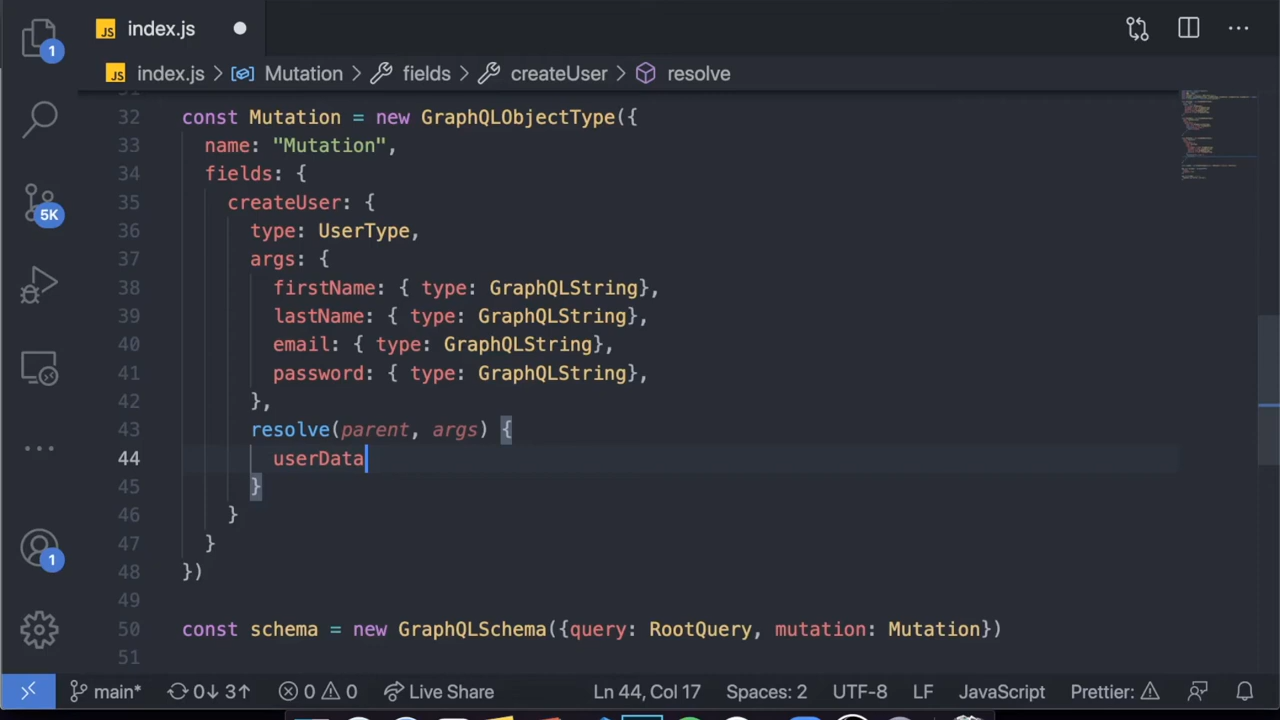 JS index.js
1
JS index.js > Mutation > fields > createUser > resolve
32 const Mutation = new GraphQLObjectType({
33 name: "Mutation",
34 fields: {
35 createUser: {
36 type: UserType,
37 args: {
38 firstName: { type: GraphQLString},
39 lastName: { type: GraphQLString},
40 email: { type: GraphQLString},
41 password: { type: GraphQLString},
42 },
43 resolve(parent, args) {
44 userData
45 }
46 }
47 }
48 })
49
50 const schema = new GraphQLSchema({query: RootQuery, mutation: Mutation})
51
5K
1
main* 0↓ 3↑ 0 0 Live Share Ln 44, Col 17 Spaces: 2 UTF-8 LF JavaScript Prettier: